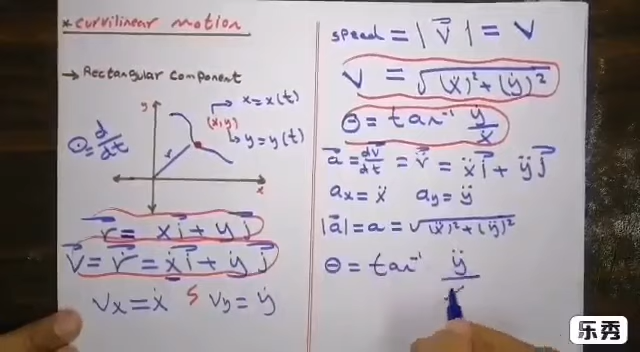 * curvilinear motion
→ Rectangular component
y
→ x = x(t)
(x,y)
→ y = y(t)
⊙ = d/dt
r
x
r⃗ = x i⃗ + y j⃗
v⃗ = ṙ⃗ = ẋ i⃗ + ẏ j⃗
Vx = ẋ , Vy = ẏ
speed = | v⃗ | = V
V = √(ẋ)² + (ẏ)²
θ = tan⁻¹ ẏ/ẋ
a⃗ = dv⃗/dt = v̇⃗ = ẍ i⃗ + ÿ j⃗
ax = ẍ ay = ÿ
|a⃗| = a = √(ẍ)² + (ÿ)²
θ = tan⁻¹ ÿ/
乐秀